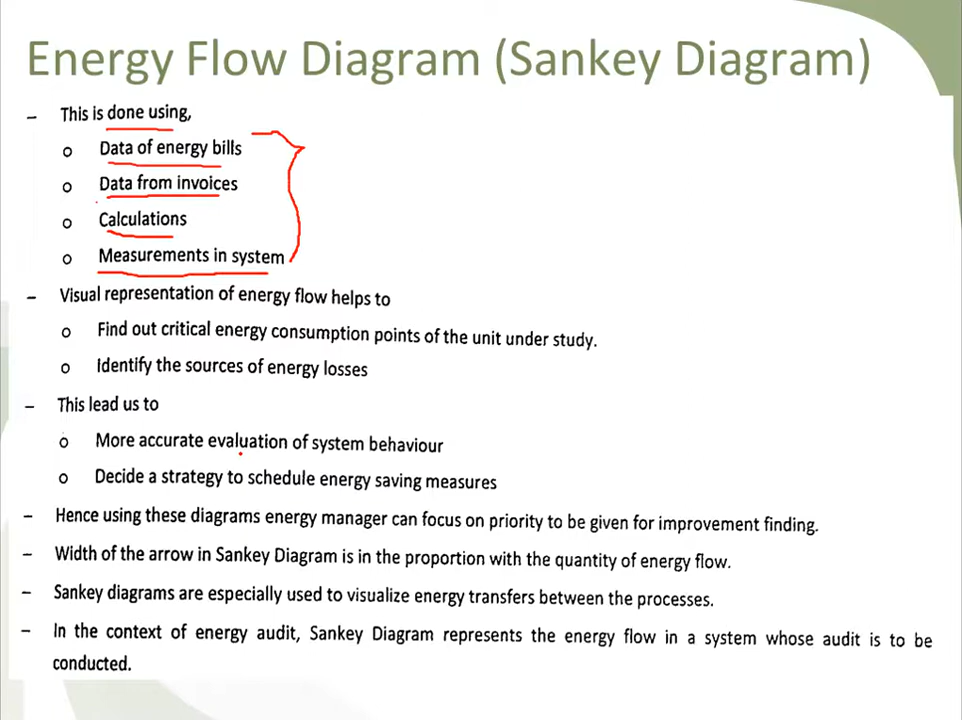 Energy Flow Diagram (Sankey Diagram)
– This is done using,
o Data of energy bills
o Data from invoices
o Calculations
o Measurements in system
– Visual representation of energy flow helps to
o Find out critical energy consumption points of the unit under study.
o Identify the sources of energy losses
– This lead us to
o More accurate evaluation of system behaviour
o Decide a strategy to schedule energy saving measures
– Hence using these diagrams energy manager can focus on priority to be given for improvement finding.
– Width of the arrow in Sankey Diagram is in the proportion with the quantity of energy flow.
– Sankey diagrams are especially used to visualize energy transfers between the processes.
– In the context of energy audit, Sankey Diagram represents the energy flow in a system whose audit is to be
conducted.